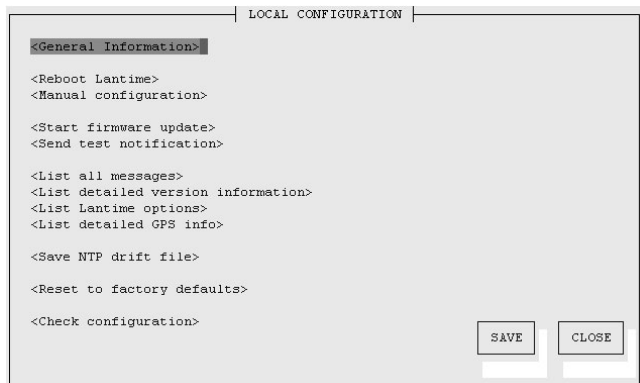 LOCAL CONFIGURATION
<General Information>
<Reboot Lantime>
<Manual configuration>
<Start firmware update>
<Send test notification>
<List all messages>
<List detailed version information>
<List Lantime options>
<List detailed GPS info>
<Save NTP drift file>
<Reset to factory defaults>
<Check configuration>
SAVE CLOSE